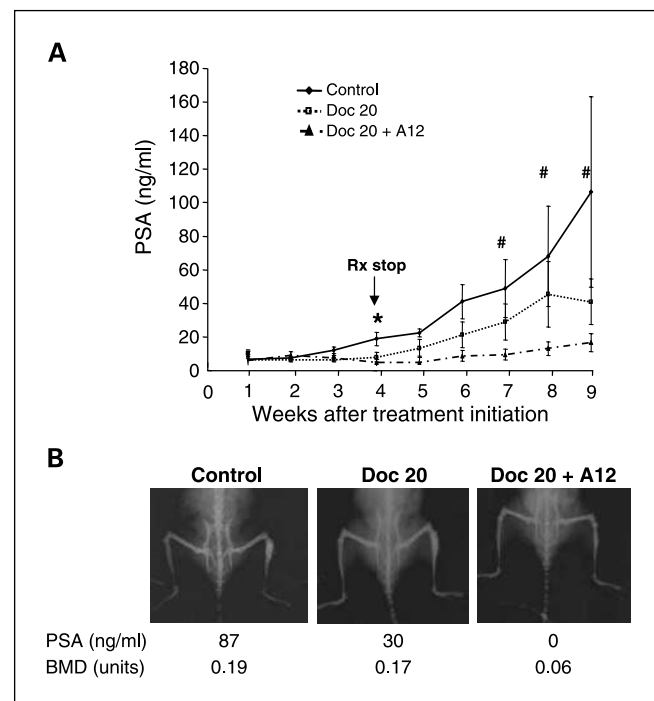 A
180
160
140
120
100
80
60
40
20
0
PSA (ng/ml)
Control
Doc 20
Doc 20 + A12
# # #
Rx stop
*
0 1 2 3 4 5 6 7 8 9
Weeks after treatment initiation
B
Control Doc 20 Doc 20 + A12
PSA (ng/ml) 87 30 0
BMD (units) 0.19 0.17 0.06